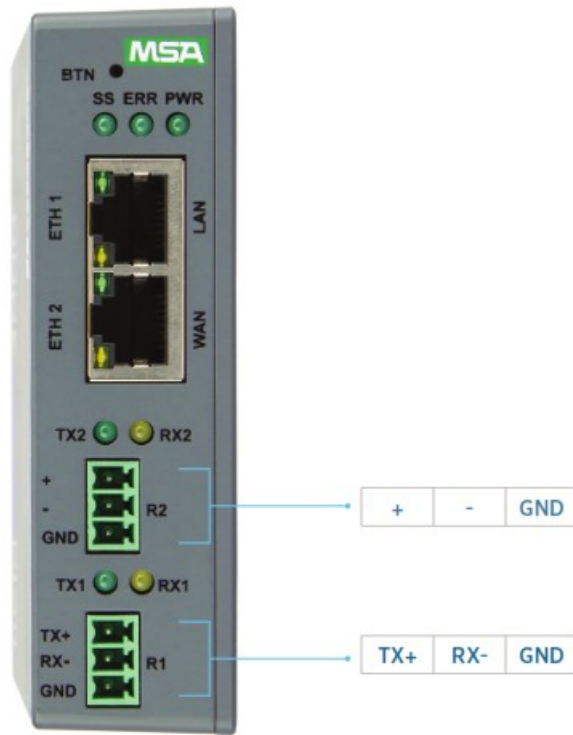 MSA
BTN
SS ERR PWR
ETH 1
LAN
ETH 2
WAN
TX2 RX2
+
-
GND
R2
+ - GND
TX1 RX1
TX+
RX-
GND
R1
TX+ RX- GND